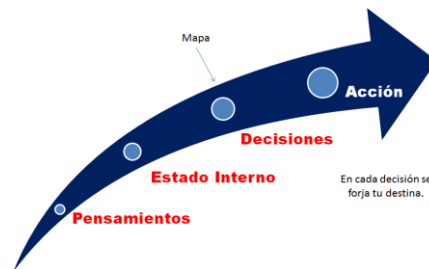 Mapa
Acción
Decisiones
Estado Interno
Pensamientos
En cada decisión se
forja tu destina.